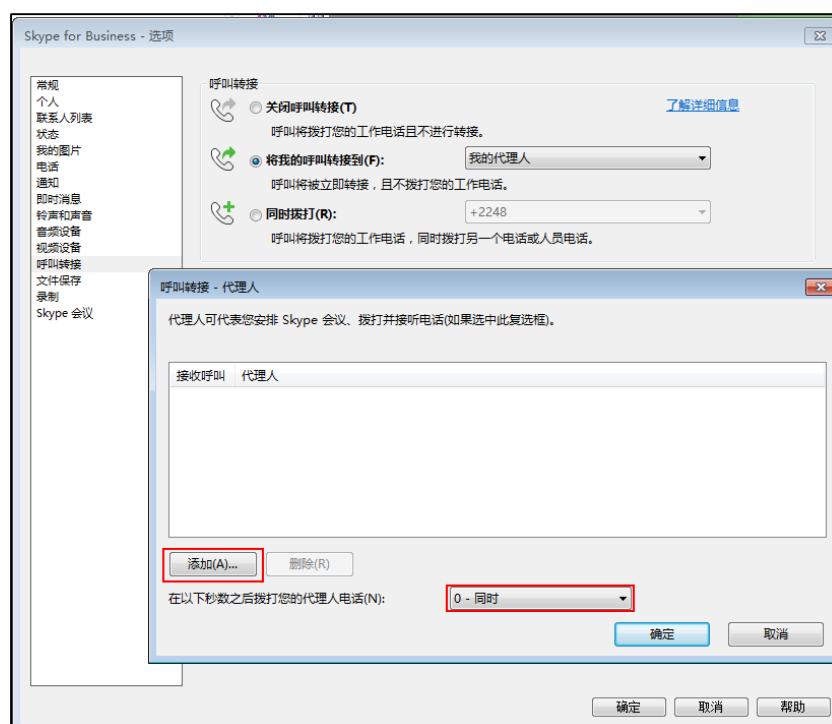 Skype for Business - 选项
常规
个人
联系人列表
状态
我的图片
电话
通知
即时消息
铃声和声音
音频设备
视频设备
呼叫转接
文件保存
录制
Skype 会议
呼叫转接
关闭呼叫转接(T)
了解详细信息
呼叫将拨打您的工作电话且不进行转接。
将我的呼叫转接到(F):
我的代理人
呼叫将被立即转接，且不拨打您的工作电话。
同时拨打(R):
+2248
呼叫将拨打您的工作电话，同时拨打另一个电话或人员电话。
呼叫转接 - 代理人
代理人可代表您安排 Skype 会议、拨打并接听电话(如果选中此复选框)。
接收呼叫 代理人
添加(A)... 删除(R)
在以下秒数之后拨打您的代理人电话(N): 0 - 同时
确定 取消
确定 取消 帮助